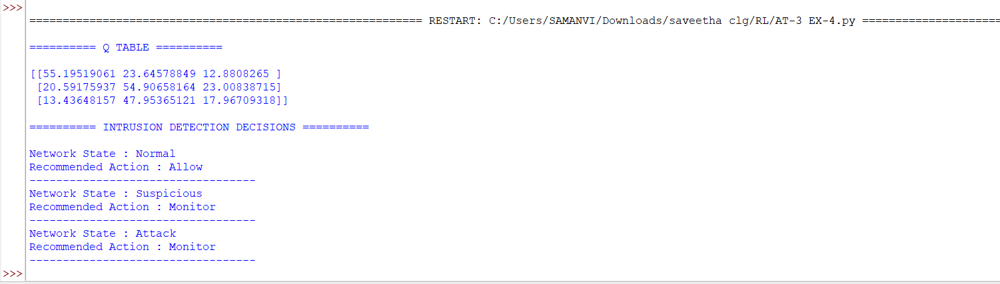 >>>
=========================================================== RESTART: C:/Users/SAMANVI/Downloads/saveetha clg/RL/AT-3 EX-4.py =====================
========== Q TABLE ==========
[[55.19519061 23.64578849 12.8808265 ]
 [20.59175937 54.90658164 23.00838715]
 [13.43648157 47.95365121 17.96709318]]
========== INTRUSION DETECTION DECISIONS ==========
Network State : Normal
Recommended Action : Allow
----------------------------------
Network State : Suspicious
Recommended Action : Monitor
----------------------------------
Network State : Attack
Recommended Action : Monitor
----------------------------------
>>>